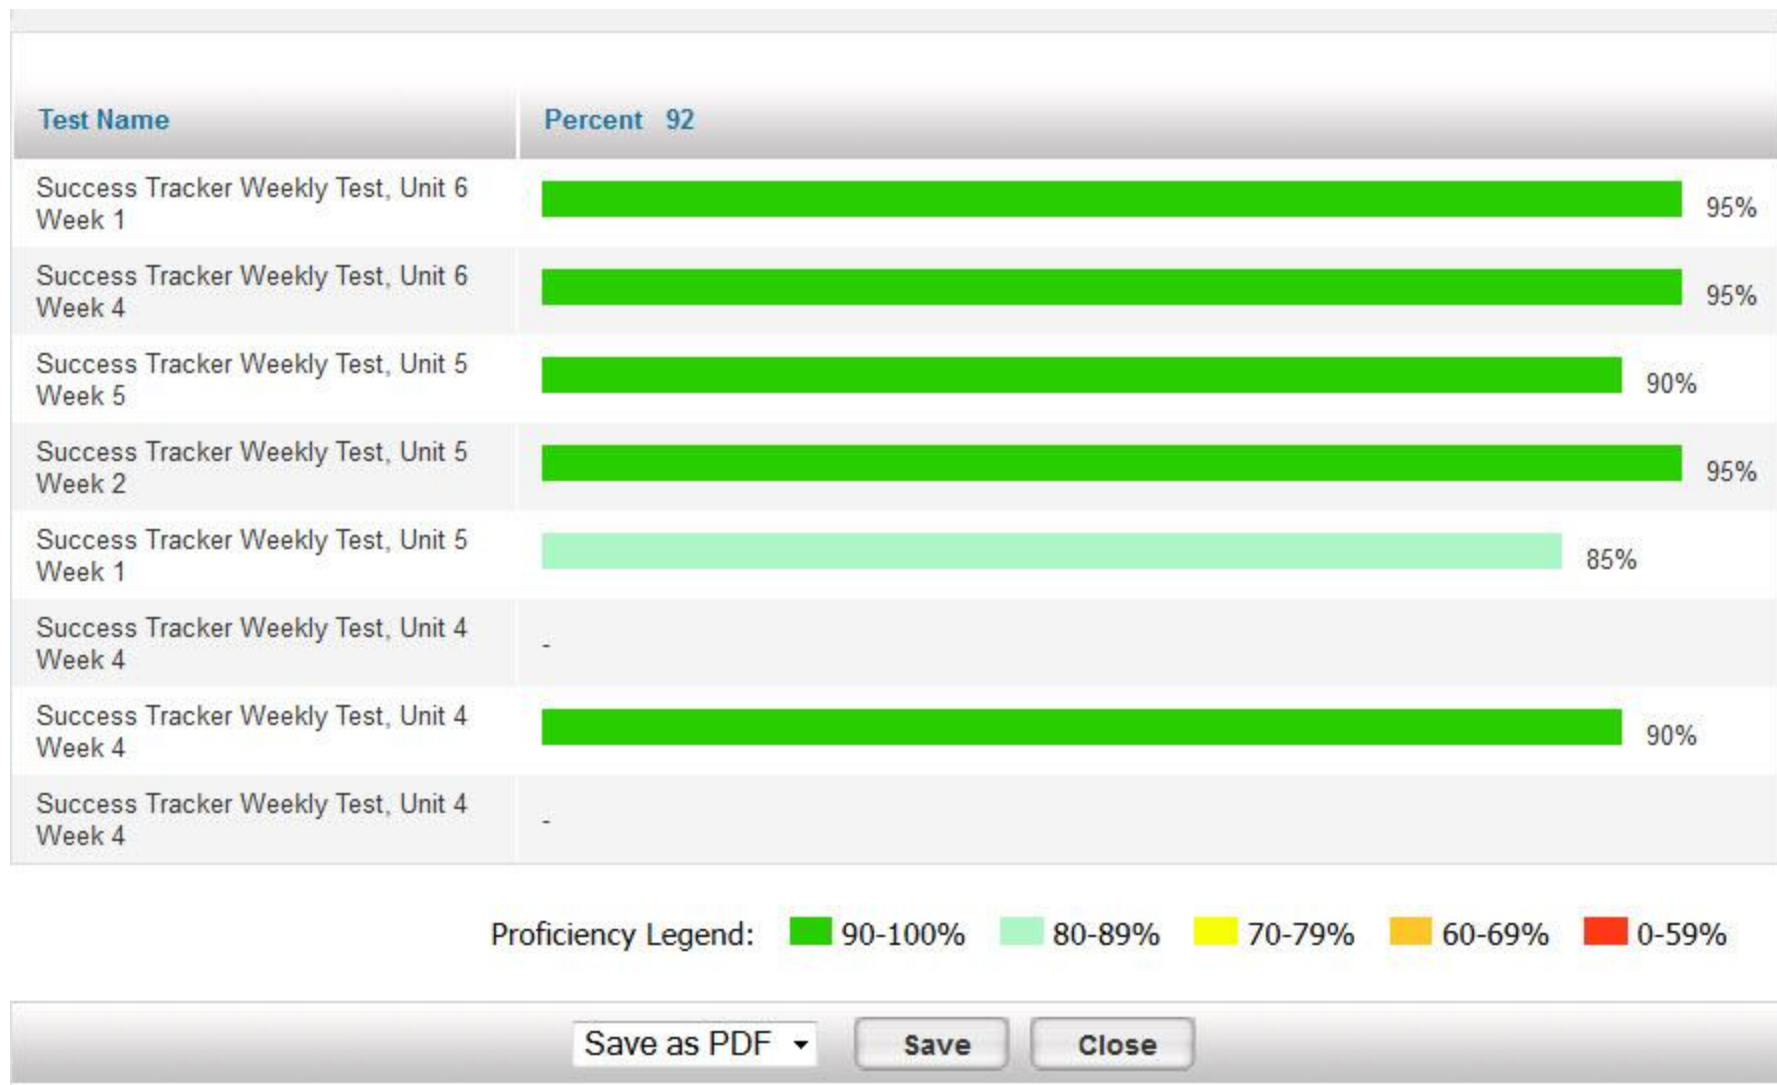 Test Name
Percent 92
Success Tracker Weekly Test, Unit 6
Week 1
95%
Success Tracker Weekly Test, Unit 6
Week 4
95%
Success Tracker Weekly Test, Unit 5
Week 5
90%
Success Tracker Weekly Test, Unit 5
Week 2
95%
Success Tracker Weekly Test, Unit 5
Week 1
85%
Success Tracker Weekly Test, Unit 4
Week 4
-
Success Tracker Weekly Test, Unit 4
Week 4
90%
Success Tracker Weekly Test, Unit 4
Week 4
-
Proficiency Legend: 90-100% 80-89% 70-79% 60-69% 0-59%
Save as PDF Save Close